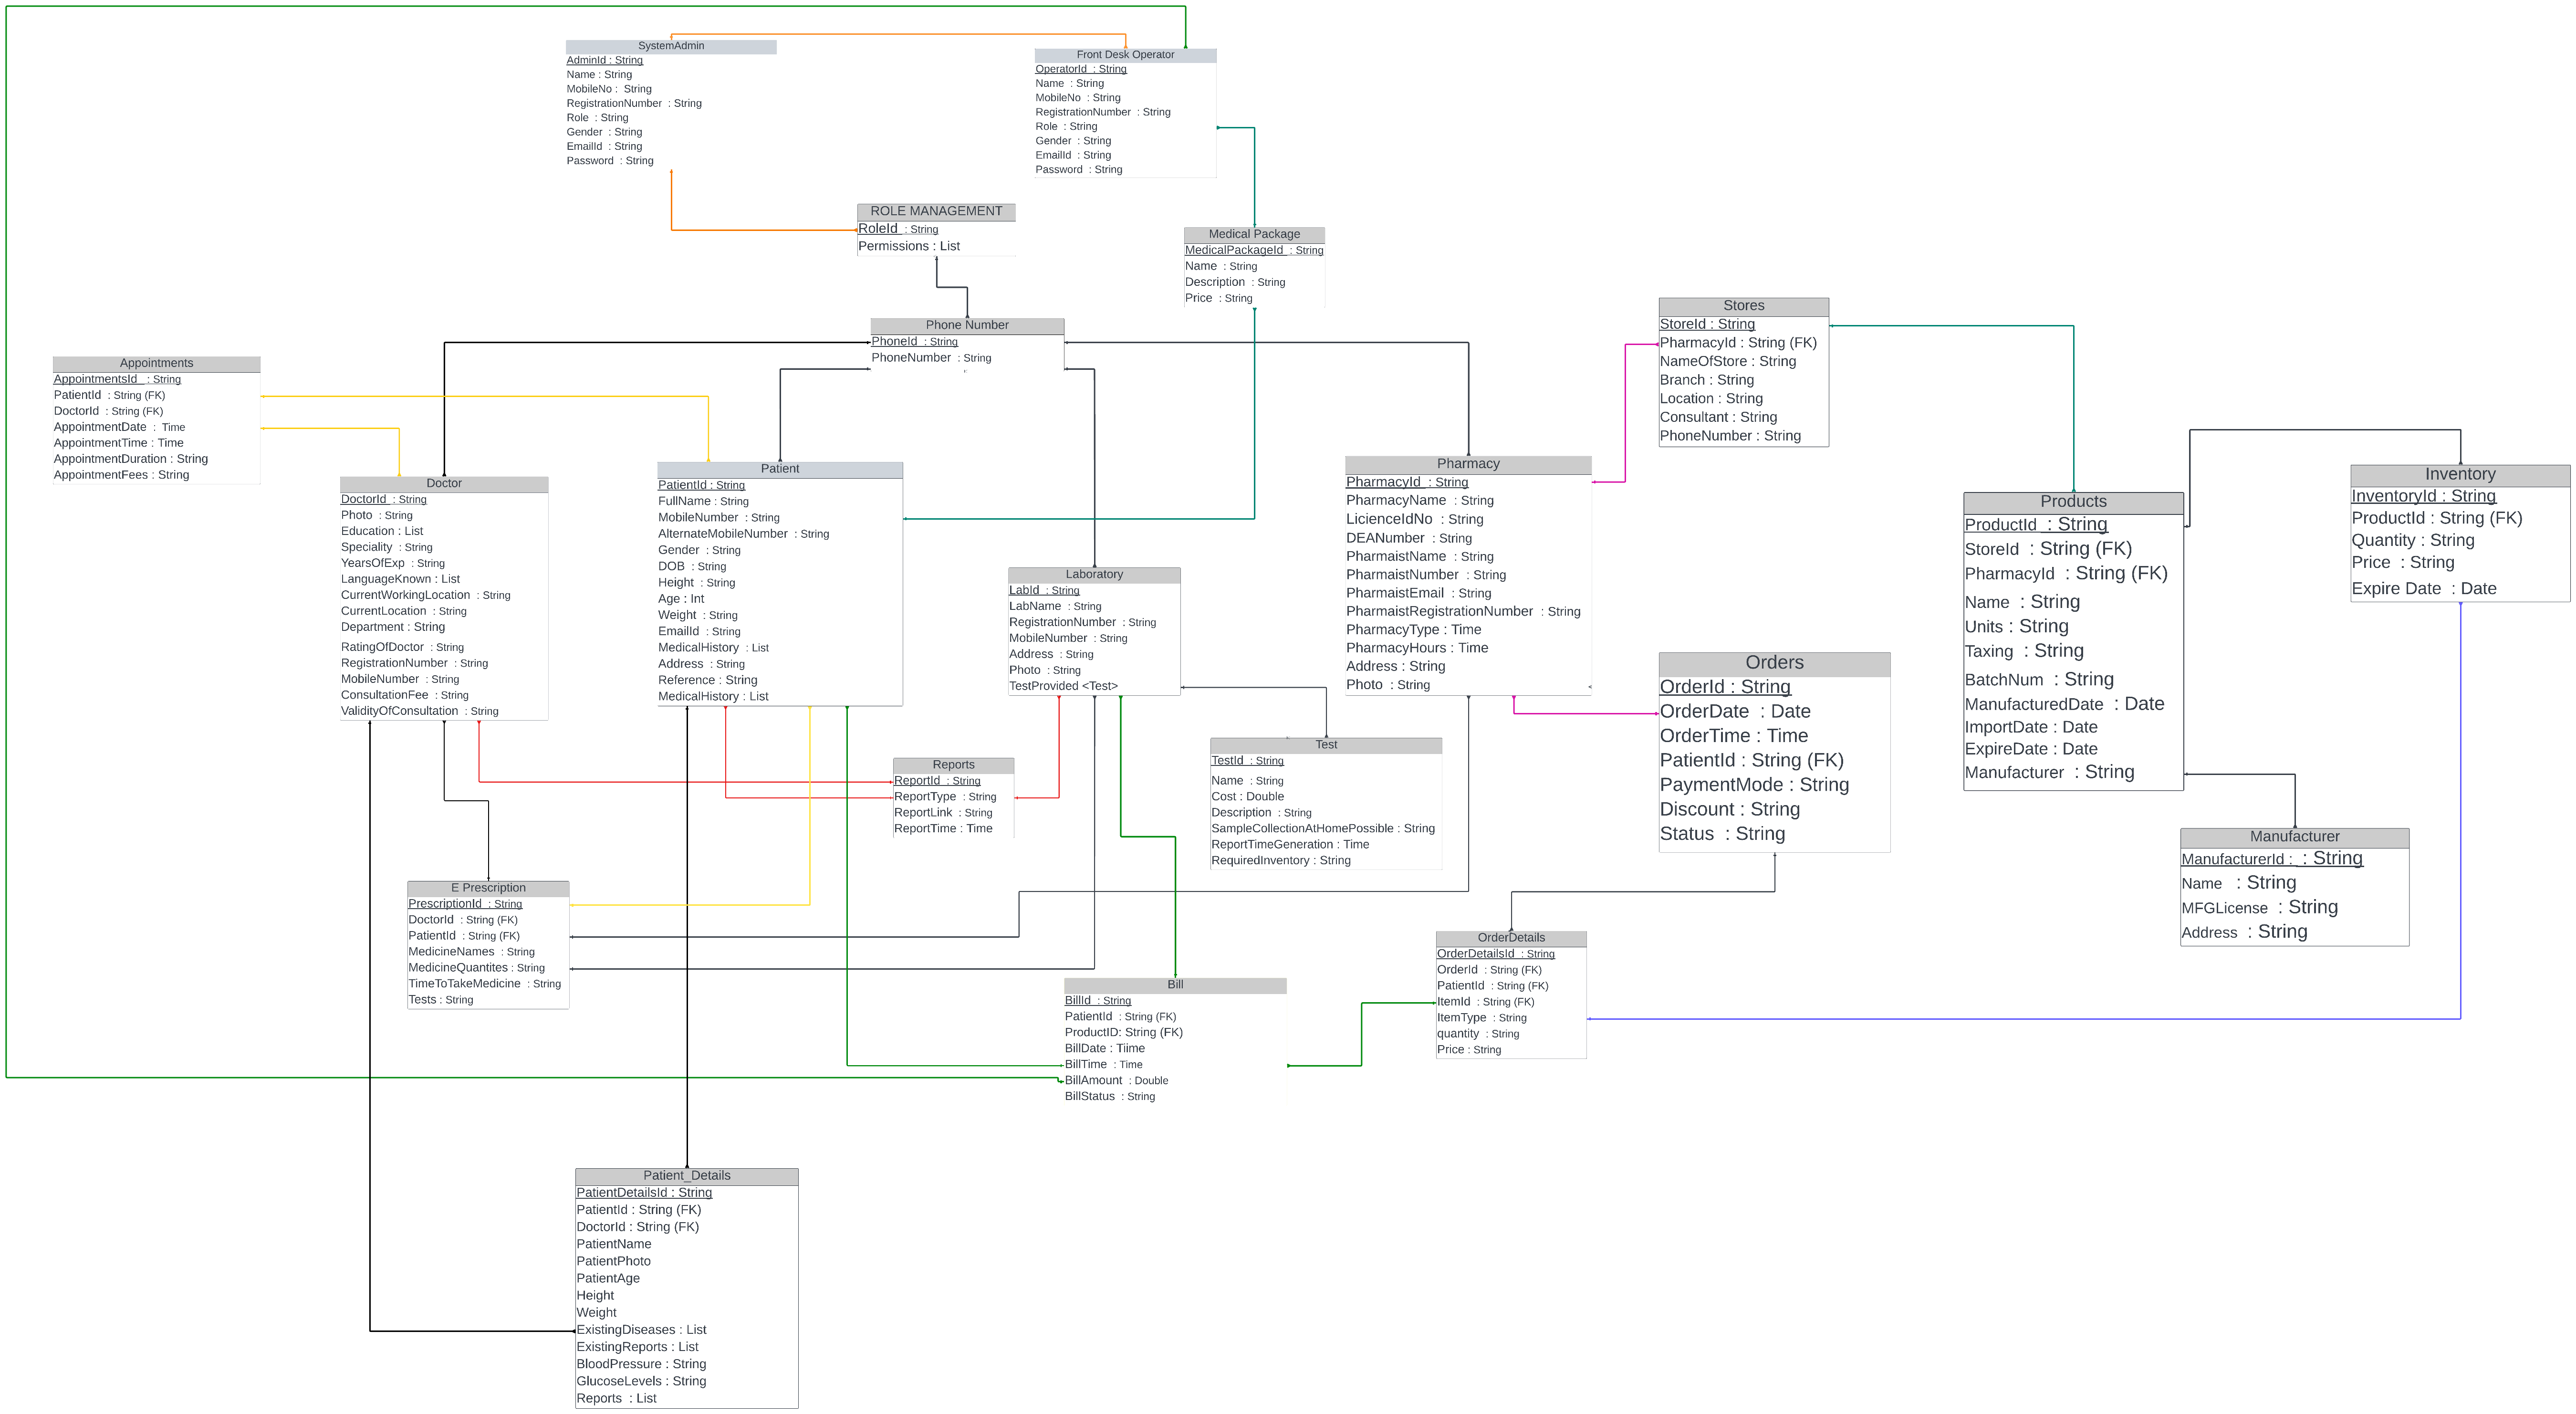 SystemAdmin
AdminId : String
Name : String
MobileNo :  String
RegistrationNumber  : String
Role  : String
Gender  : String
EmailId  : String
Password  : String
Front Desk Operator
OperatorId  : String
Name  : String
MobileNo  : String
RegistrationNumber  : String
Role  : String
Gender  : String
EmailId  : String
Password  : String
ROLE MANAGEMENT
RoleId  : String
Permissions : List
Medical Package
MedicalPackageId  : String
Name  : String
Description  : String
Price  : String
Phone Number
PhoneId  : String
PhoneNumber  : String
Stores
StoreId : String
PharmacyId : String (FK)
NameOfStore : String
Branch : String
Location : String
Consultant : String
PhoneNumber : String
Appointments
AppointmentsId  : String
PatientId  : String (FK)
DoctorId  : String (FK)
AppointmentDate  :  Time
AppointmentTime : Time
AppointmentDuration : String
AppointmentFees : String
Doctor
DoctorId  : String
Photo  : String
Education : List
Speciality  : String
YearsOfExp  : String
LanguageKnown : List
CurrentWorkingLocation  : String
CurrentLocation  : String
Department : String
RatingOfDoctor  : String
RegistrationNumber  : String
MobileNumber  : String
ConsultationFee  : String
ValidityOfConsultation  : String
Patient
PatientId : String
FullName : String
MobileNumber  : String
AlternateMobileNumber  : String
Gender  : String
DOB  : String
Height  : String
Age : Int
Weight  : String
EmailId  : String
MedicalHistory  : List
Address  : String
Reference : String
MedicalHistory : List
Laboratory
LabId  : String
LabName  : String
RegistrationNumber  : String
MobileNumber  : String
Address  : String
Photo  : String
TestProvided <Test>
Pharmacy
PharmacyId  : String
PharmacyName  : String
LicienceIdNo  : String
DEANumber  : String
PharmaistName  : String
PharmaistNumber  : String
PharmaistEmail  : String
PharmaistRegistrationNumber  : String
PharmacyType : Time
PharmacyHours : Time
Address : String
Photo  : String
Inventory
InventoryId : String
ProductId : String (FK)
Quantity : String
Price  : String
Expire Date  : Date
Products
ProductId  : String
StoreId  : String (FK)
PharmacyId  : String (FK)
Name  : String
Units : String
Taxing  : String
BatchNum  : String
ManufacturedDate  : Date
ImportDate : Date
ExpireDate : Date
Manufacturer  : String
Orders
OrderId : String
OrderDate  : Date
OrderTime : Time
PatientId : String (FK)
PaymentMode : String
Discount : String
Status  : String
Test
TestId  : String
Name  : String
Cost : Double
Description  : String
SampleCollectionAtHomePossible : String
ReportTimeGeneration : Time
RequiredInventory : String
Reports
ReportId  : String
ReportType  : String
ReportLink  : String
ReportTime : Time
Manufacturer
ManufacturerId :  : String
Name  : String
MFGLicense  : String
Address  : String
E Prescription
PrescriptionId  : String
DoctorId  : String (FK)
PatientId  : String (FK)
MedicineNames  : String
MedicineQuantites : String
TimeToTakeMedicine  : String
Tests : String
OrderDetails
OrderDetailsId  : String
OrderId  : String (FK)
PatientId  : String (FK)
ItemId  : String (FK)
ItemType  : String
quantity  : String
Price : String
Bill
BillId  : String
PatientId  : String (FK)
ProductID: String (FK)
BillDate : Tiime
BillTime  : Time
BillAmount  : Double
BillStatus  : String
Patient_Details
PatientDetailsId : String
PatientId : String (FK)
DoctorId : String (FK)
PatientName
PatientPhoto
PatientAge
Height
Weight
ExistingDiseases : List
ExistingReports : List
BloodPressure : String
GlucoseLevels : String
Reports  : List